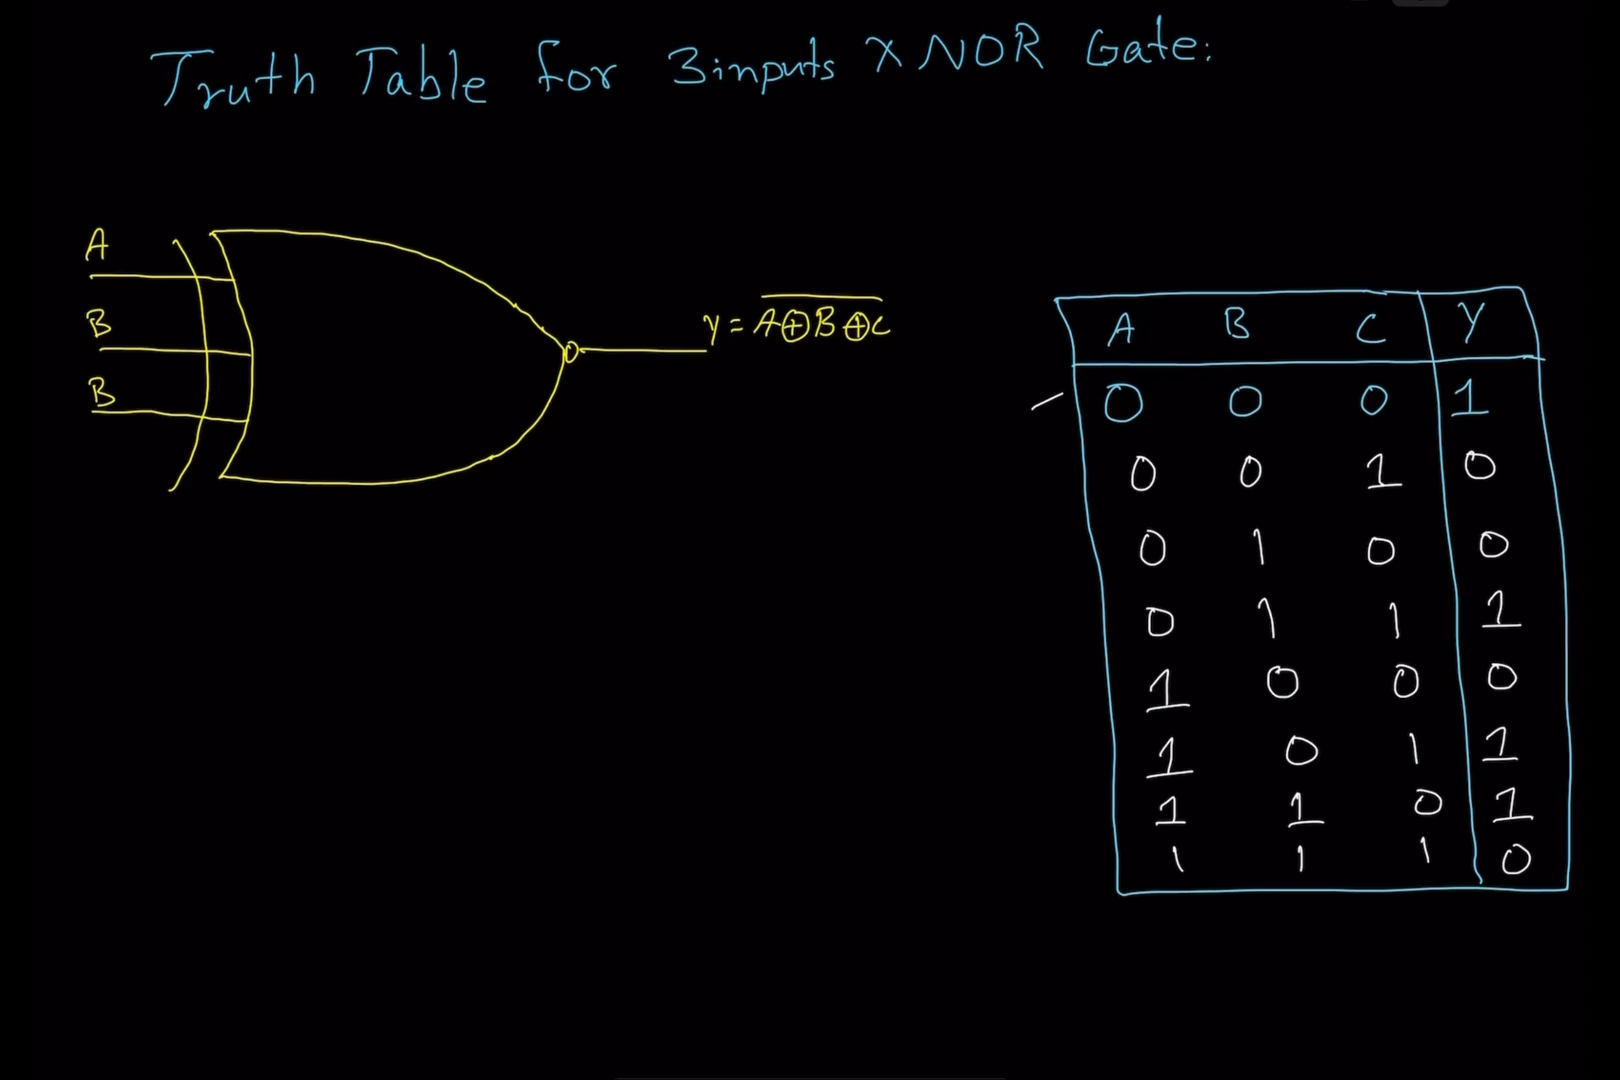 Truth Table for 3inputs XNOR Gate:
A
B
B
y = \overline{A⊕B⊕C}
A B C Y
0 0 0 1
0 0 1 0
0 1 0 0
0 1 1 1
1 0 0 0
1 0 1 1
1 1 0 1
1 1 1 0